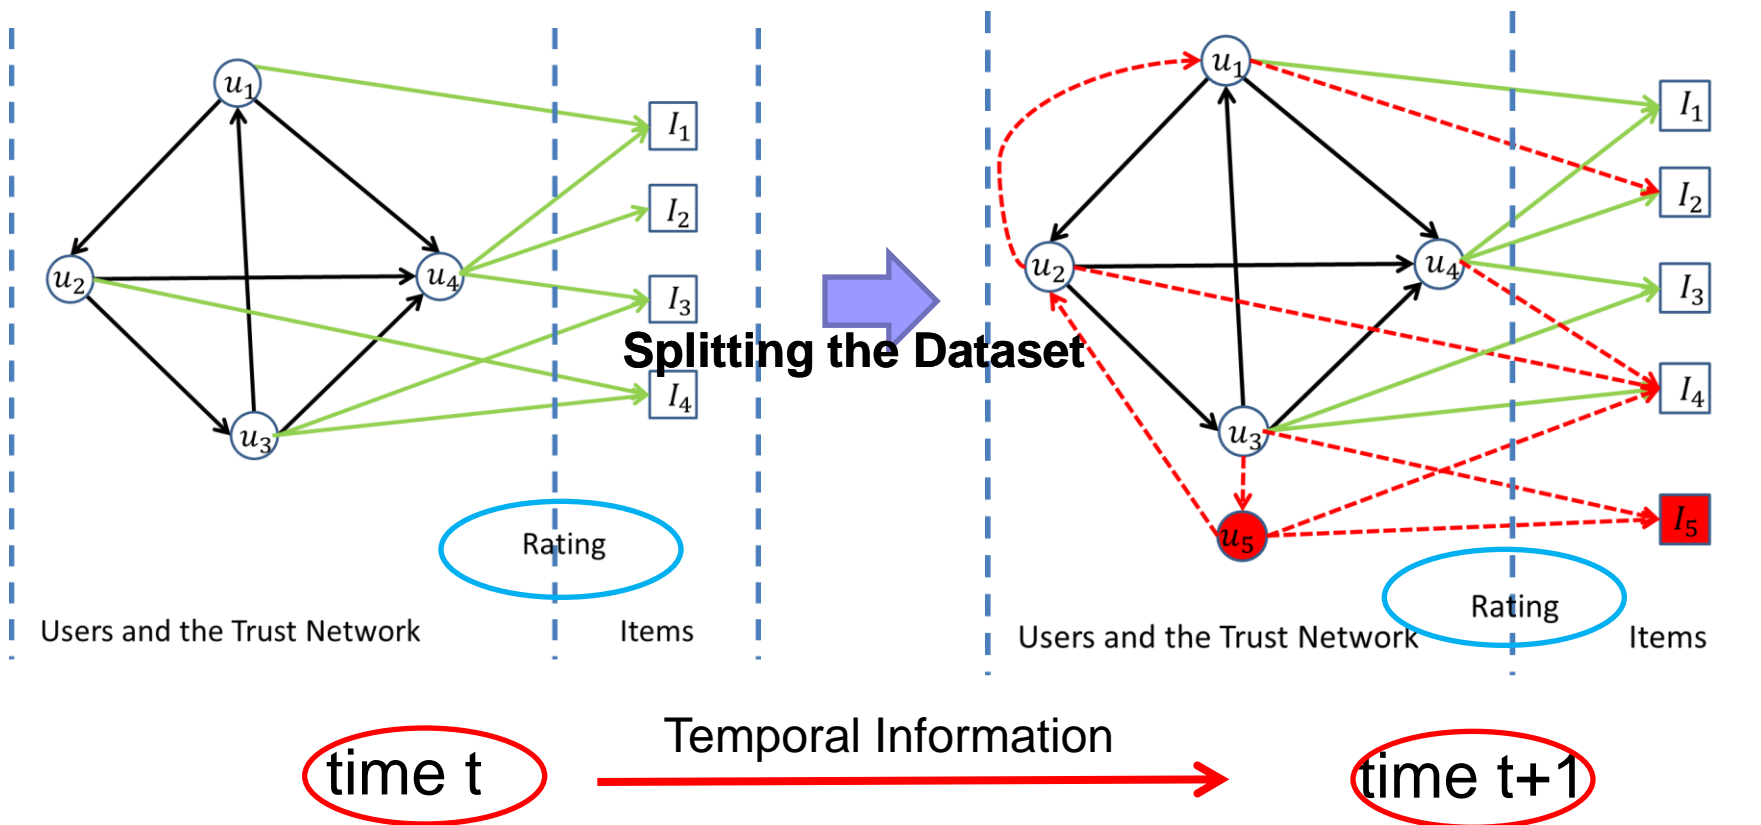 u₁
I₁
I₂
u₂
u₄
I₃
I₄
u₃
Rating
Users and the Trust Network
Items
Splitting the Dataset
u₁
I₁
I₂
u₂
u₄
I₃
I₄
u₃
I₅
u₅
Rating
Users and the Trust Network
Items
Temporal Information
time t
time t+1